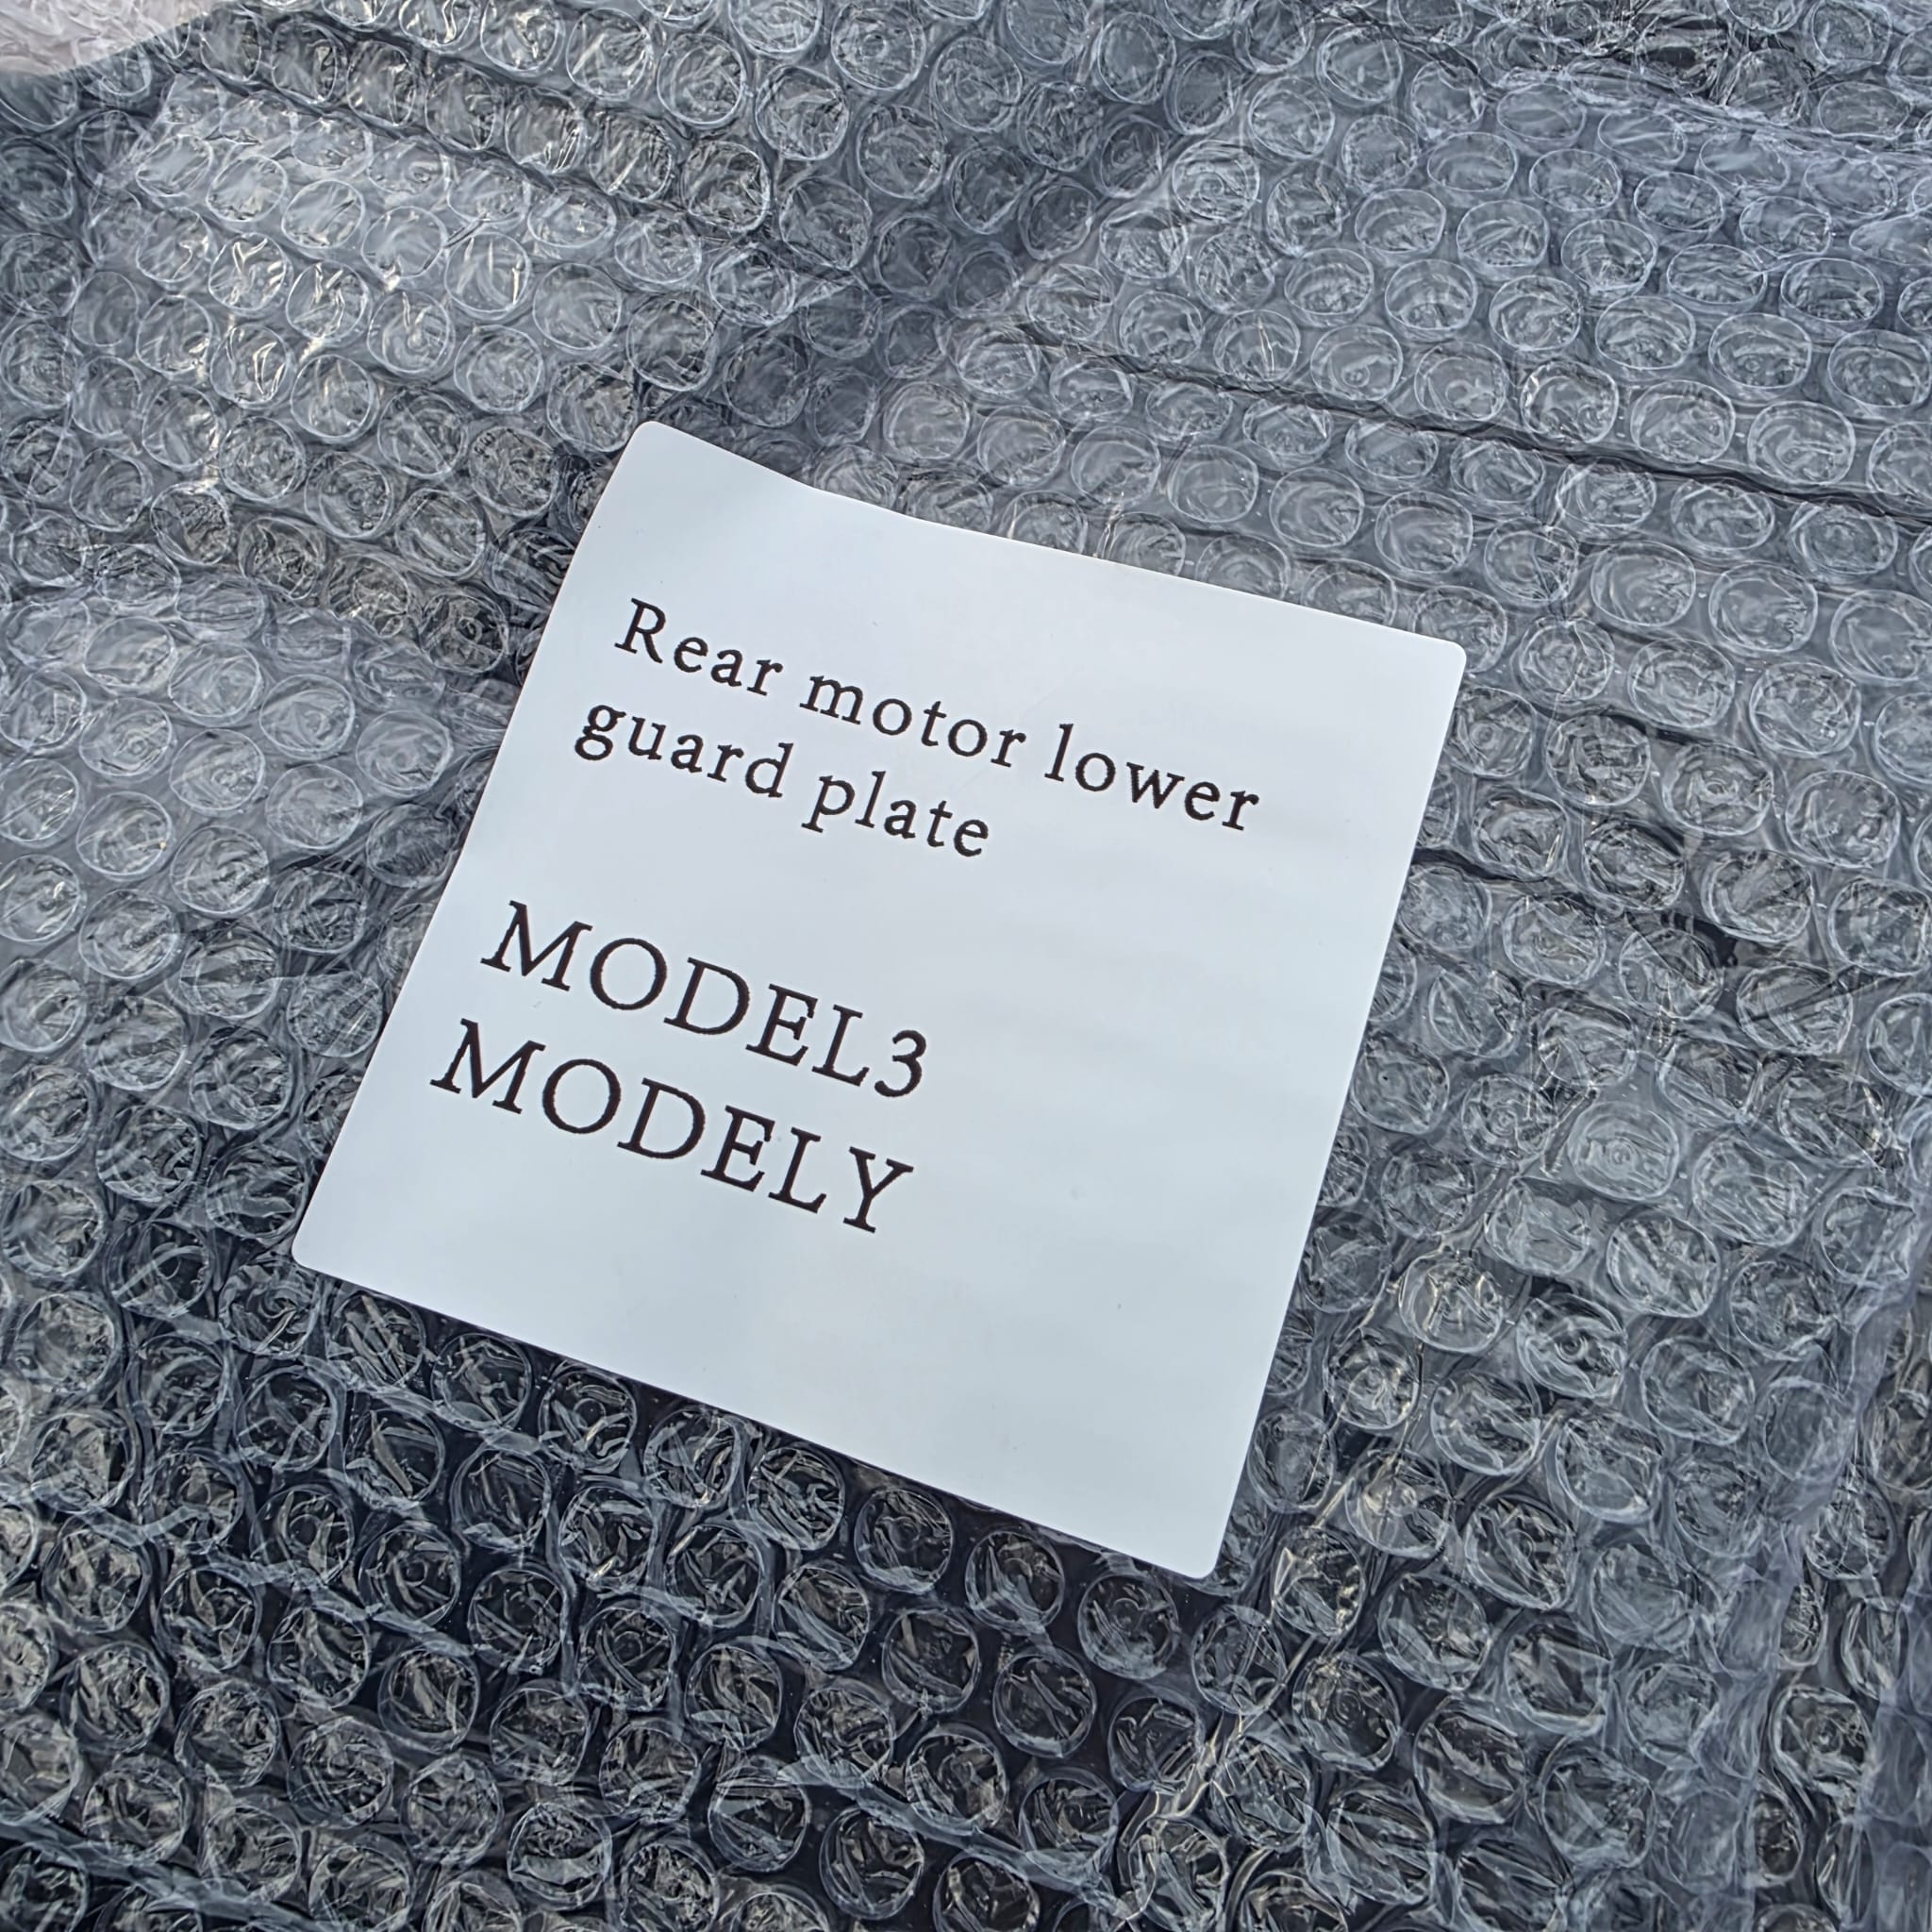 Rear motor lower
guard plate
MODEL3
MODELY